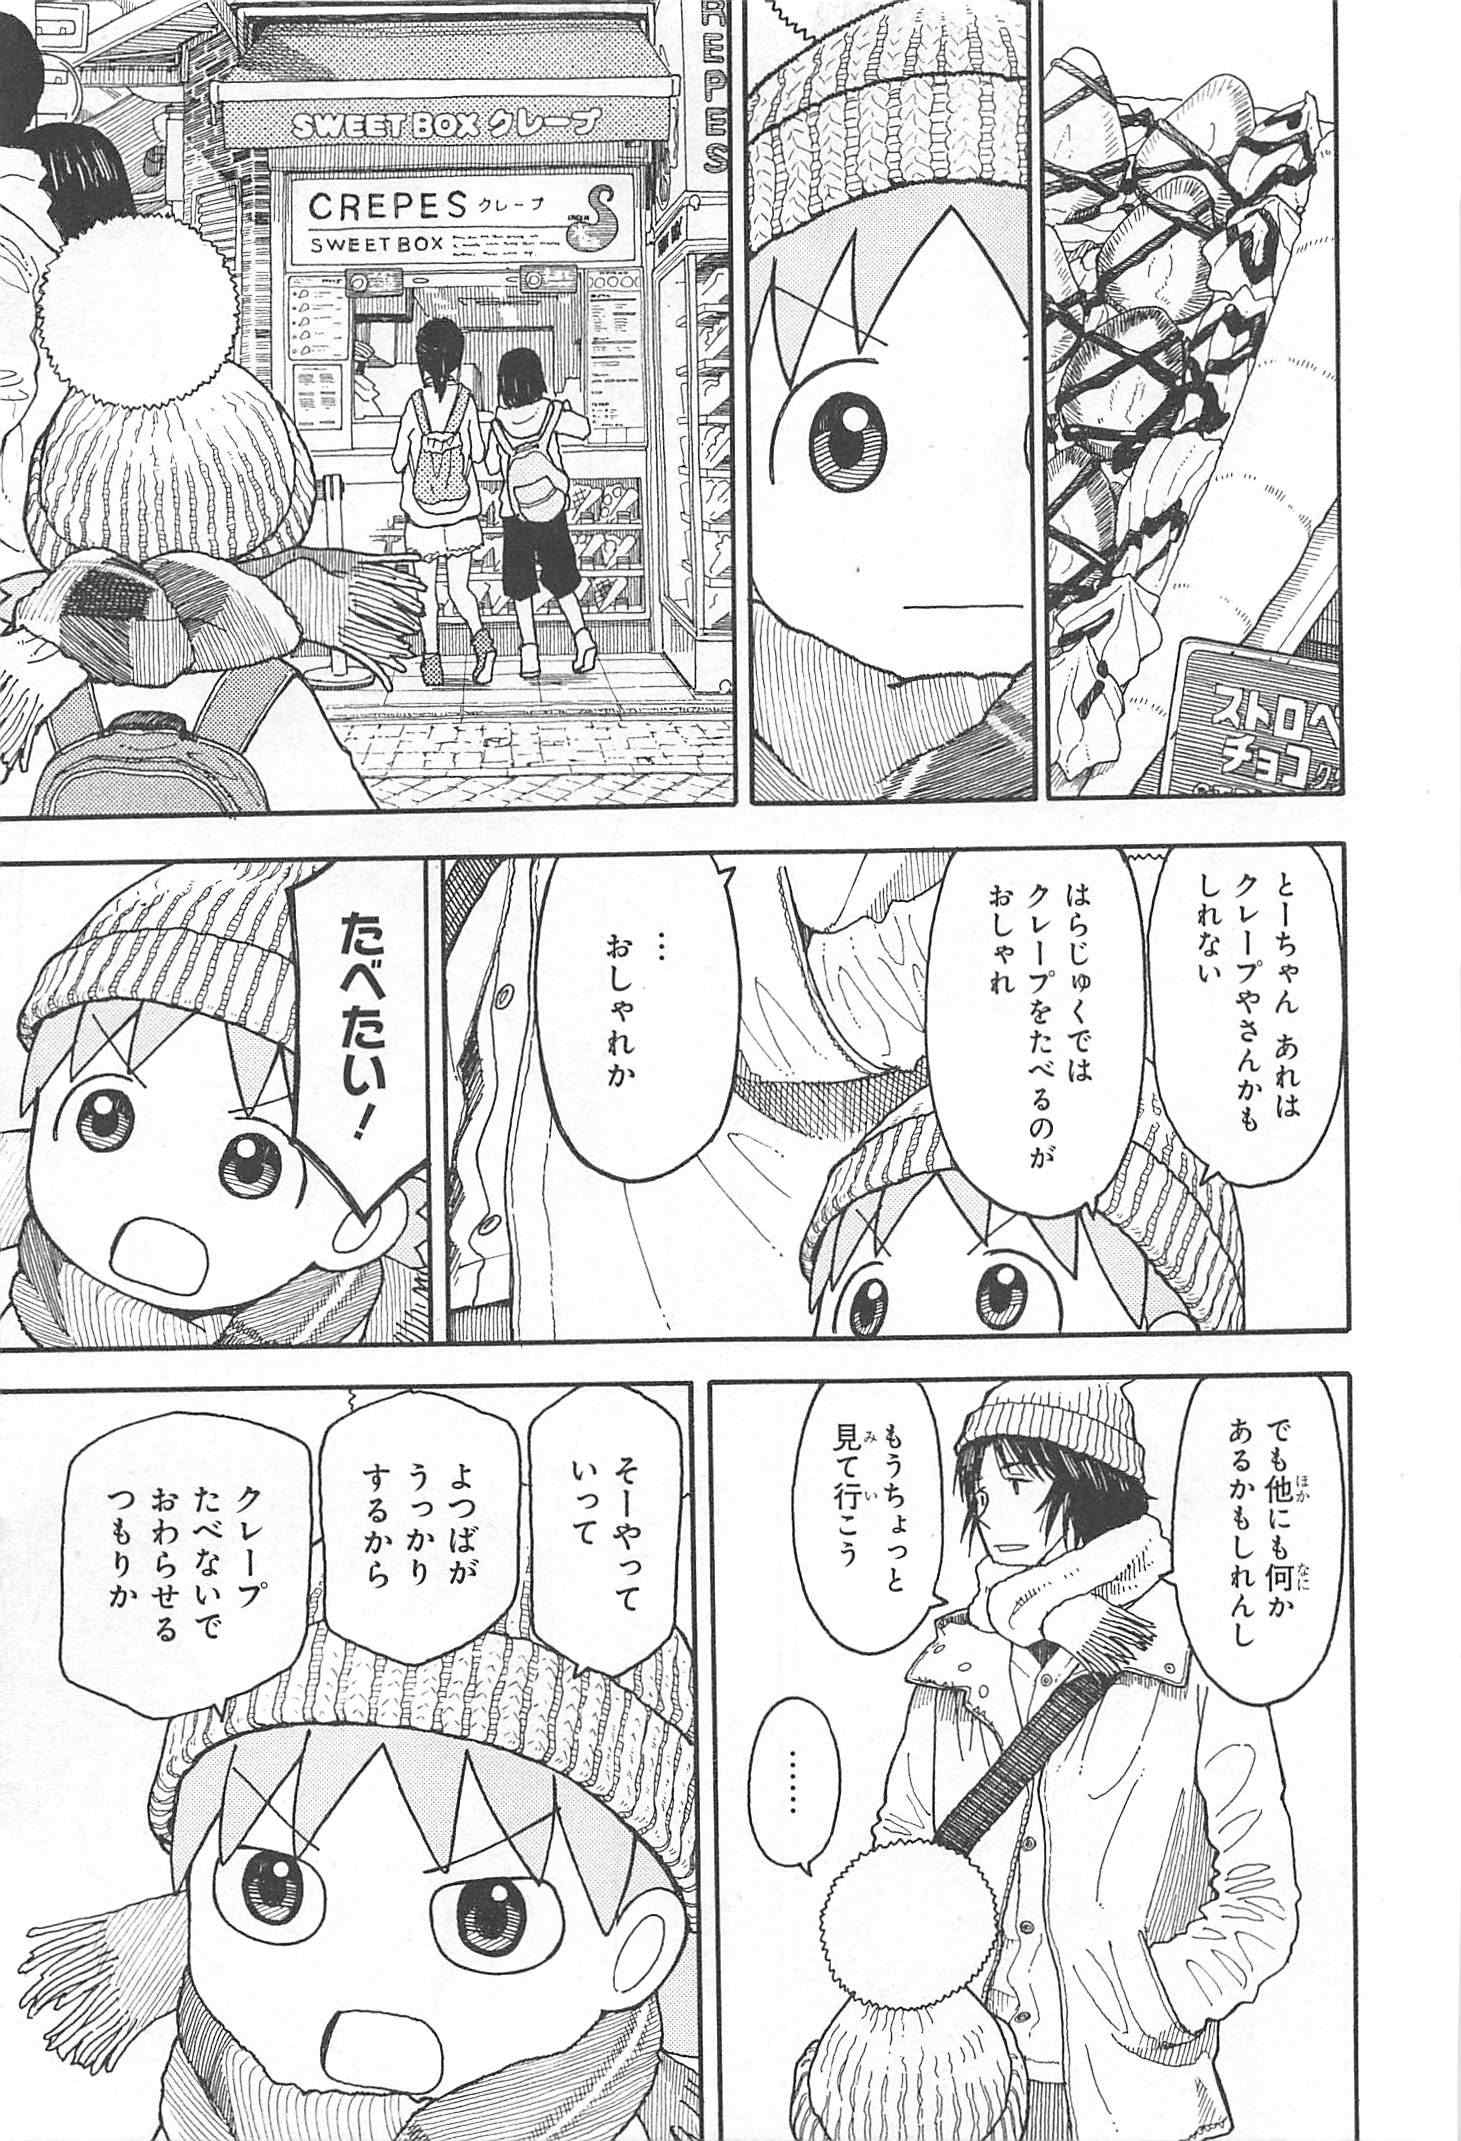 ストロベ
チョコ
CREPES
SWEET BOX クレープ
CREPES クレープ
SWEET BOX
とーちゃん あれは
クレープやさんかも
しれない
はらじゅくでは
クレープをたべるのが
おしゃれ
…
おしゃれか
たべたい!
でも他にも何か
あるかもしれんし
もうちょっと
見て行こう
……
そーやって
いって
よつばが
うっかり
するから
クレープ
たべないで
おわらせる
つもりか